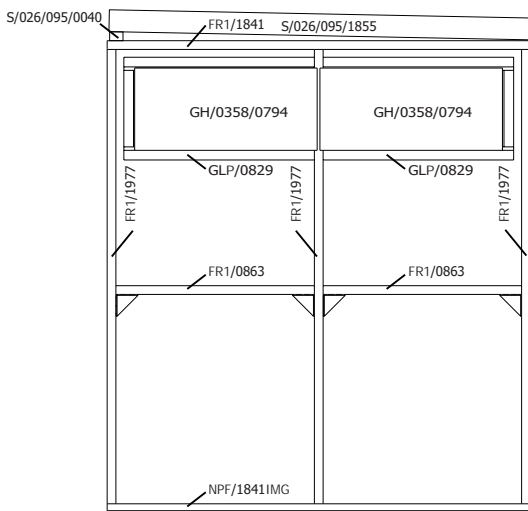 S/026/095/0040
FR1/1841
S/026/095/1855
GH/0358/0794
GH/0358/0794
GLP/0829
GLP/0829
FR1/1977
FR1/1977
FR1/1977
FR1/0863
FR1/0863
NPF/1841IMG